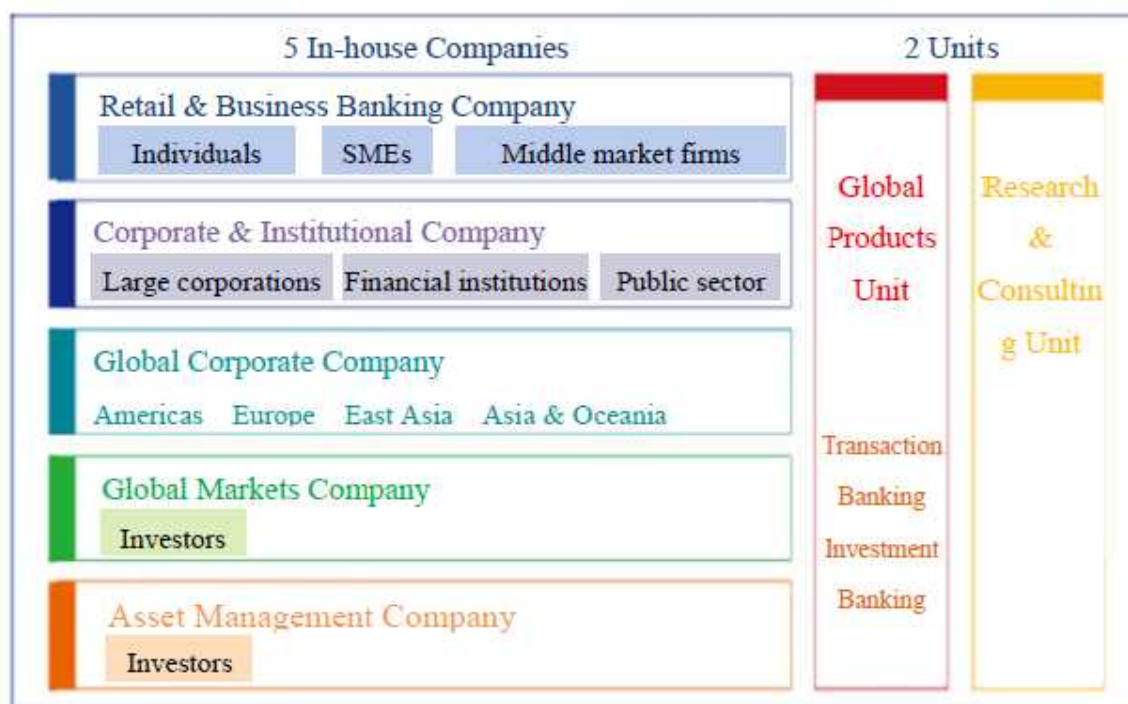 5 In-house Companies
2 Units
Retail & Business Banking Company
Individuals SMEs Middle market firms
Corporate & Institutional Company
Large corporations Financial institutions Public sector
Global Corporate Company
Americas Europe East Asia Asia & Oceania
Global Markets Company
Investors
Asset Management Company
Investors
Global
Products
Unit
Transaction
Banking
Investment
Banking
Research
&
Consultin
g Unit